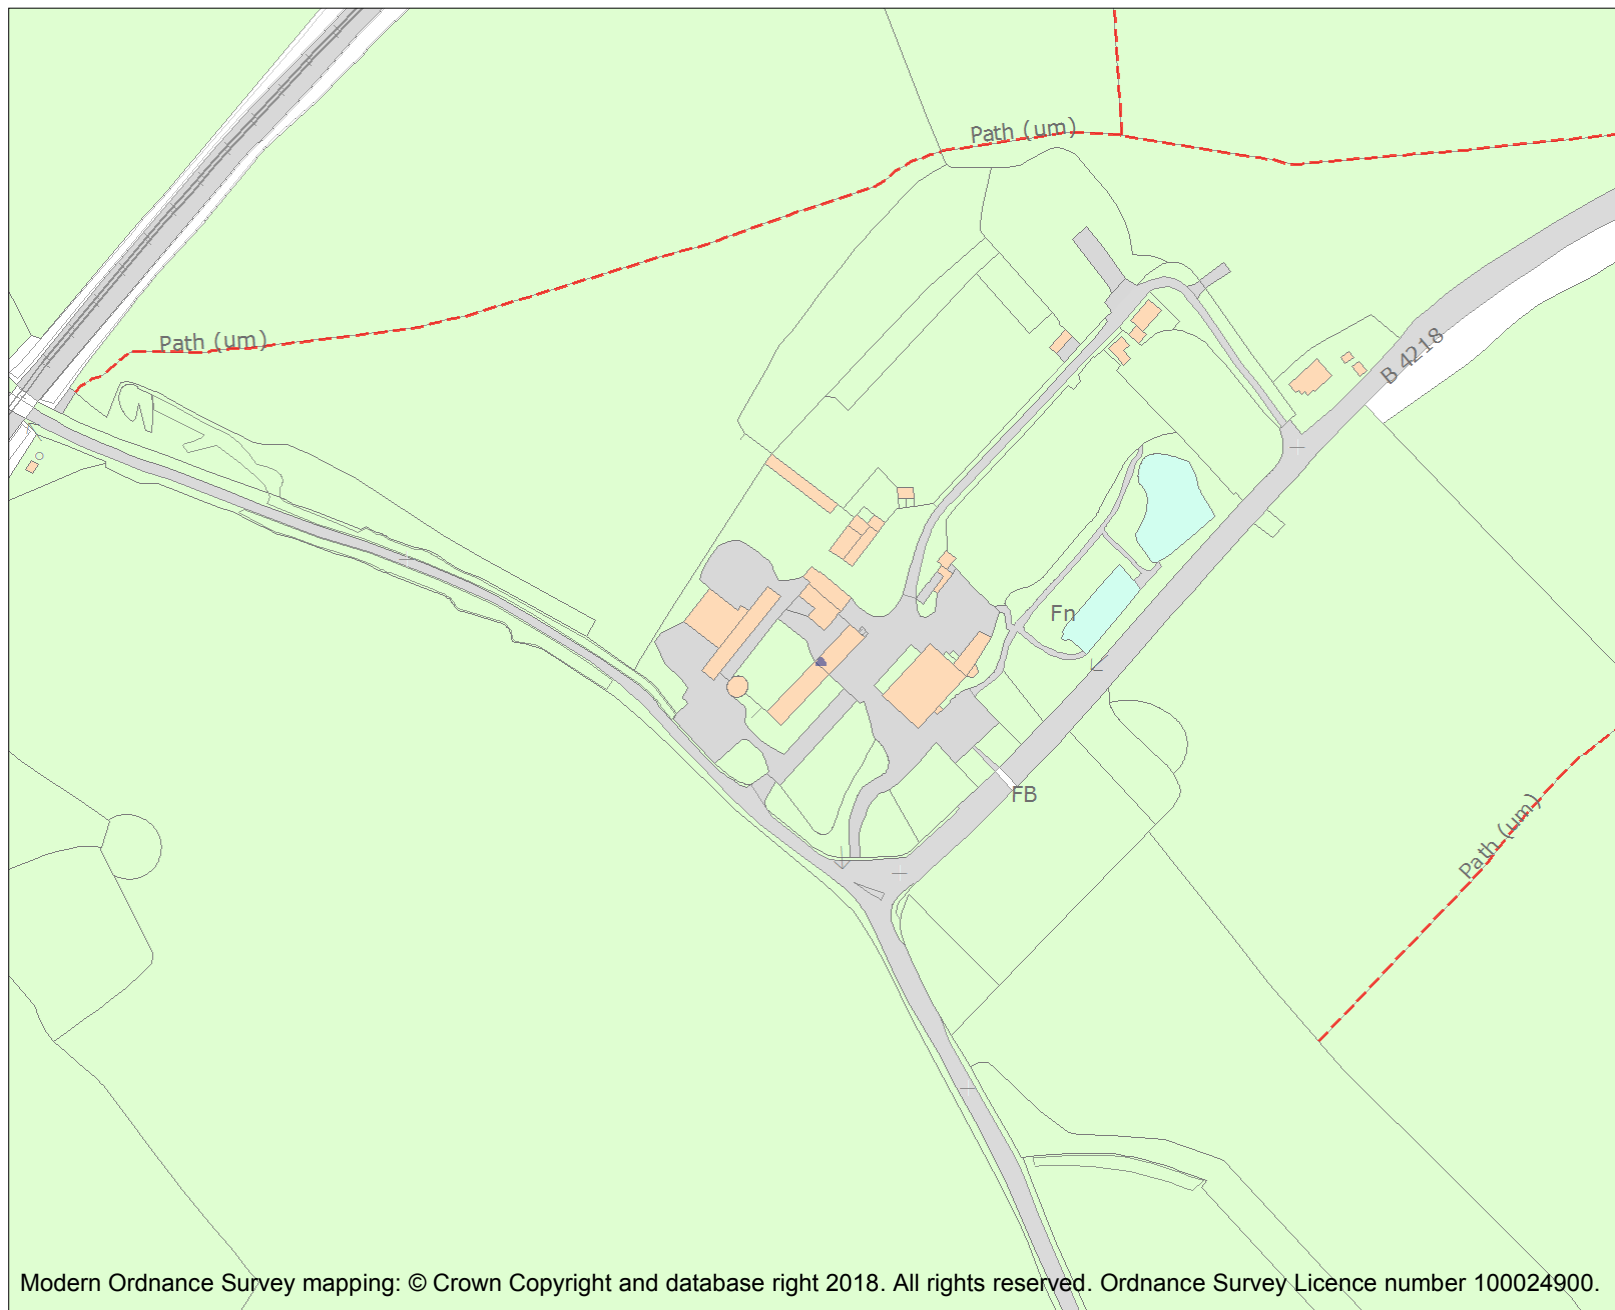 Path (um)
Path (um)
B 4218
Fn
FB
Path (um)
Modern Ordnance Survey mapping: © Crown Copyright and database right 2018. All rights reserved. Ordnance Survey Licence number 100024900.